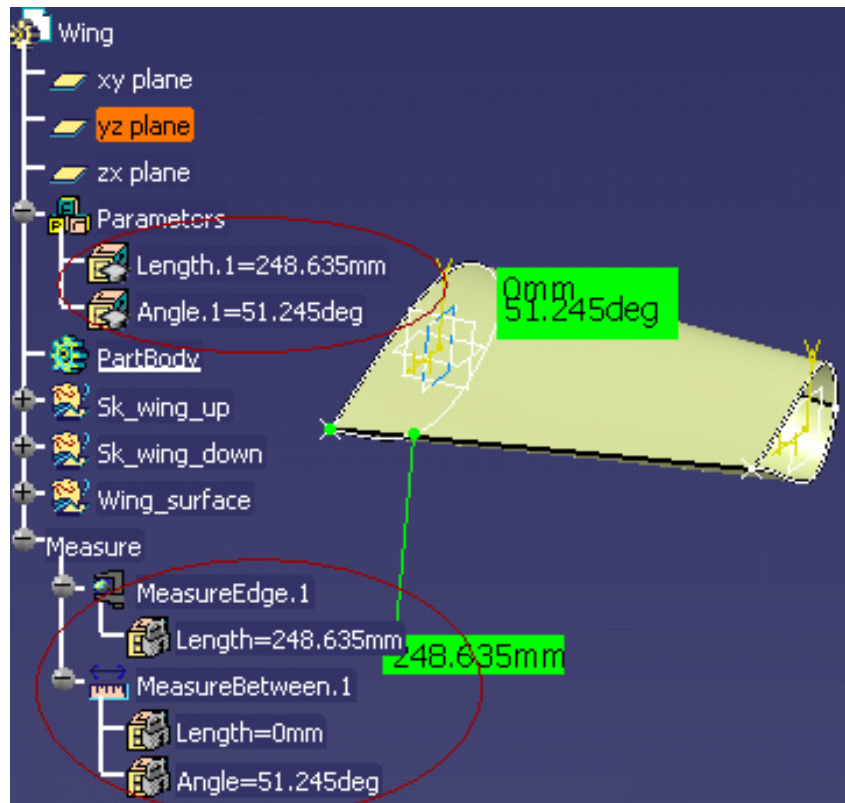 Wing
xy plane
yz plane
zx plane
Parameters
Length.1=248.635mm
Angle.1=51.245deg
PartBody
Sk_wing_up
Sk_wing_down
Wing_surface
Measure
MeasureEdge.1
Length=248.635mm
MeasureBetween.1
Length=0mm
Angle=51.245deg
0mm
51.245deg
248.635mm